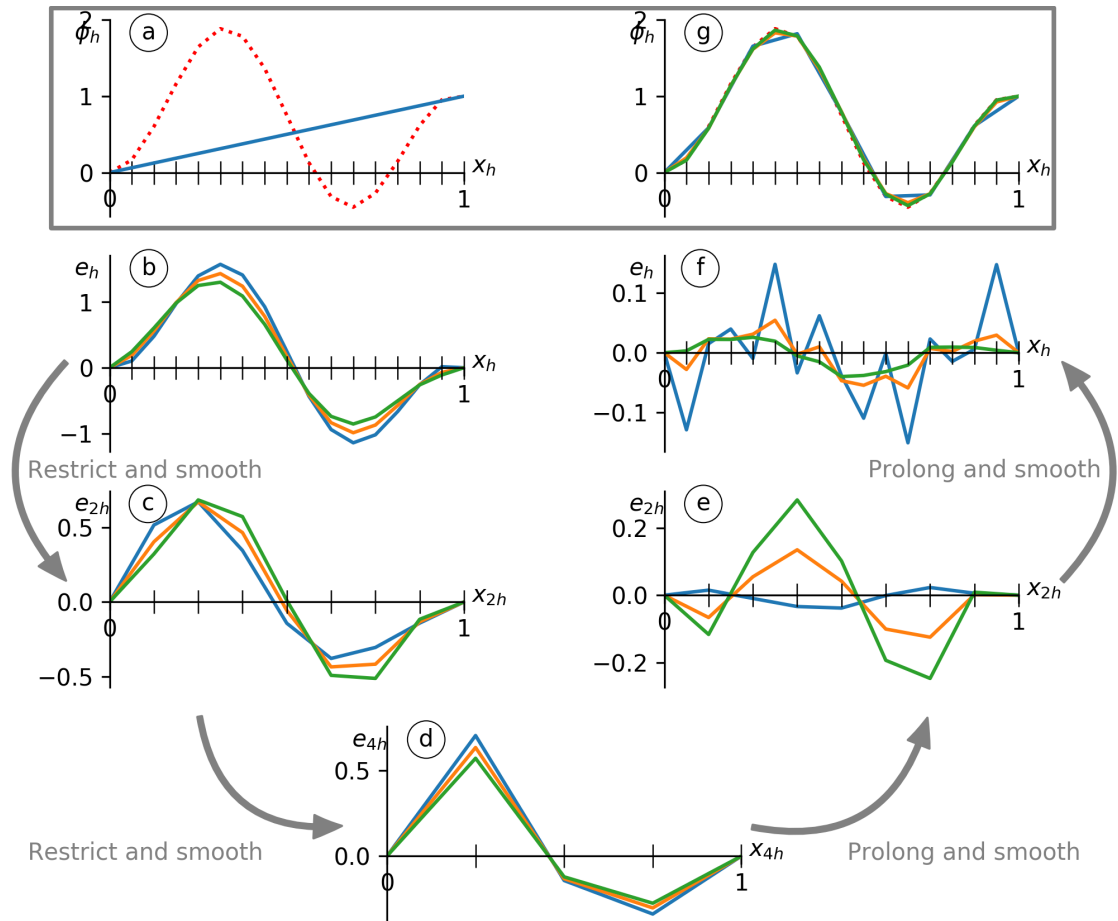 2
ϕₕ
a
1
0
0
1
xₕ
2
ϕₕ
g
1
0
0
1
xₕ
eₕ
b
1
0
−1
0
1
xₕ
eₕ
f
0.1
0.0
−0.1
0
1
xₕ
Restrict and smooth
Prolong and smooth
e₂ₕ
c
0.5
0.0
−0.5
0
1
x₂ₕ
e₂ₕ
e
0.2
0.0
−0.2
0
1
x₂ₕ
e₄ₕ
d
0.5
0.0
0
1
x₄ₕ
Restrict and smooth
Prolong and smooth